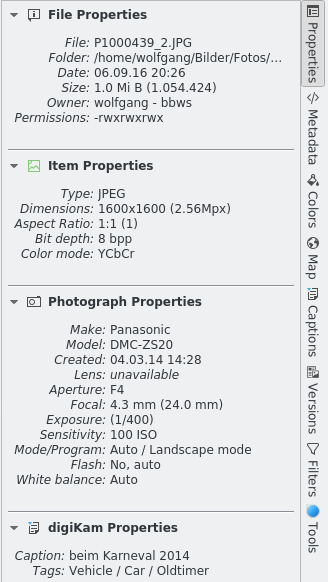 File Properties
File: P1000439_2.JPG
Folder: /home/wolfgang/Bilder/Fotos/...
Date: 06.09.16 20:26
Size: 1.0 Mi B (1.054.424)
Owner: wolfgang - bbws
Permissions: -rwxrwxrwx
Item Properties
Type: JPEG
Dimensions: 1600x1600 (2.56Mpx)
Aspect Ratio: 1:1 (1)
Bit depth: 8 bpp
Color mode: YCbCr
Photograph Properties
Make: Panasonic
Model: DMC-ZS20
Created: 04.03.14 14:28
Lens: unavailable
Aperture: F4
Focal: 4.3 mm (24.0 mm)
Exposure: (1/400)
Sensitivity: 100 ISO
Mode/Program: Auto / Landscape mode
Flash: No, auto
White balance: Auto
digiKam Properties
Caption: beim Karneval 2014
Tags: Vehicle / Car / Oldtimer
Properties
Metadata
Colors
Map
Captions
Versions
Filters
Tools